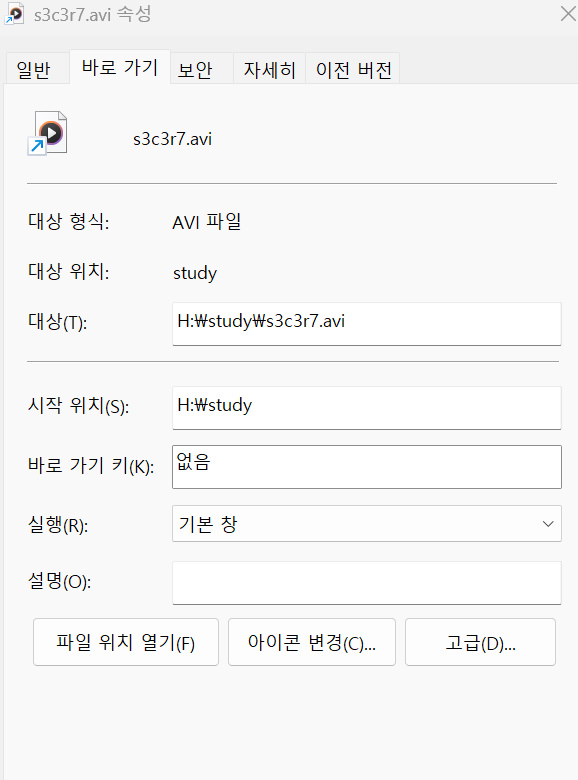 s3c3r7.avi 속성
일반 바로 가기 보안 자세히 이전 버전
s3c3r7.avi
대상 형식: AVI 파일
대상 위치: study
대상(T): H:₩study₩s3c3r7.avi
시작 위치(S): H:₩study
바로 가기 키(K): 없음
실행(R): 기본 창
설명(O):
파일 위치 열기(F) 아이콘 변경(C)... 고급(D)...